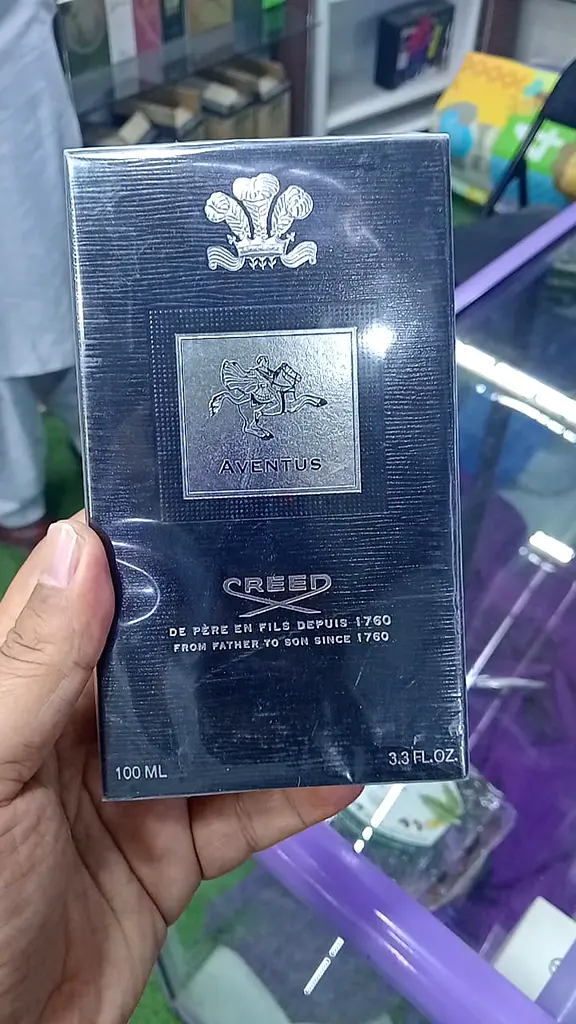 AVENTUS
CREED
DE PÈRE EN FILS DEPUIS 1760
FROM FATHER TO SON SINCE 1760
100 ML
3.3 FL.OZ.